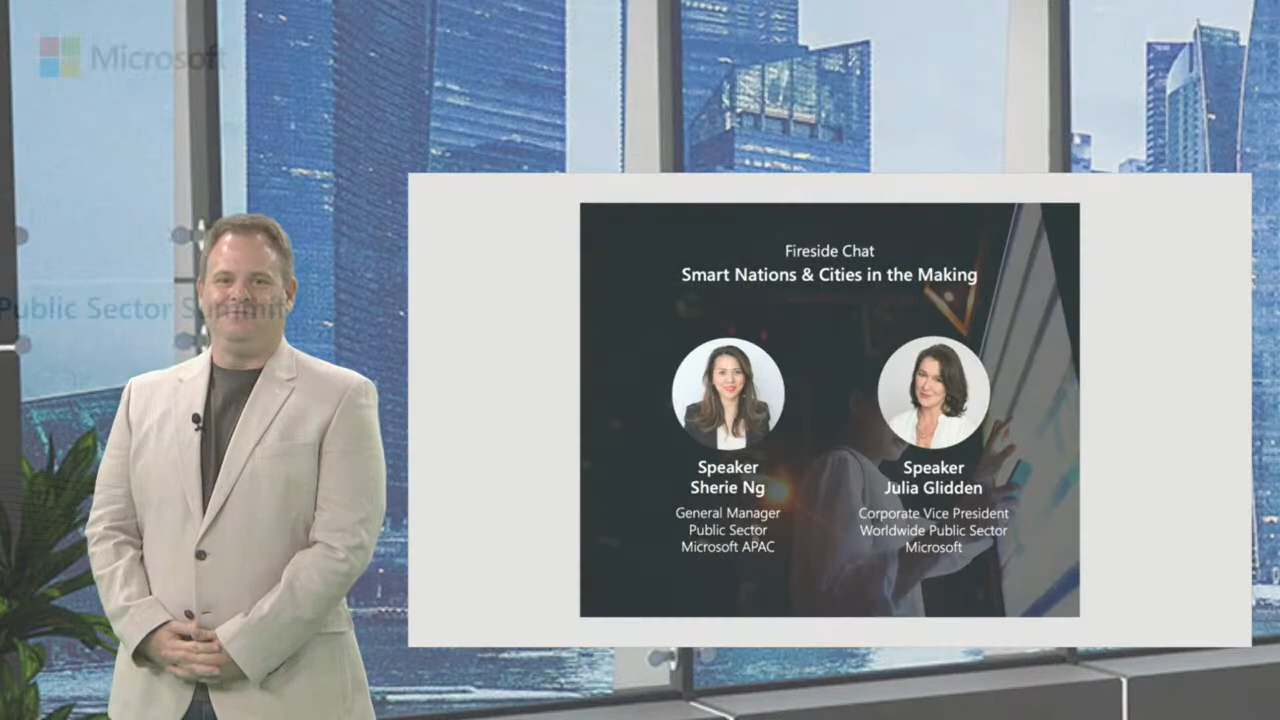 Microsoft
Public Sector Summit
Fireside Chat
Smart Nations & Cities in the Making
Speaker
Sherie Ng
General Manager
Public Sector
Microsoft APAC
Speaker
Julia Glidden
Corporate Vice President
Worldwide Public Sector
Microsoft